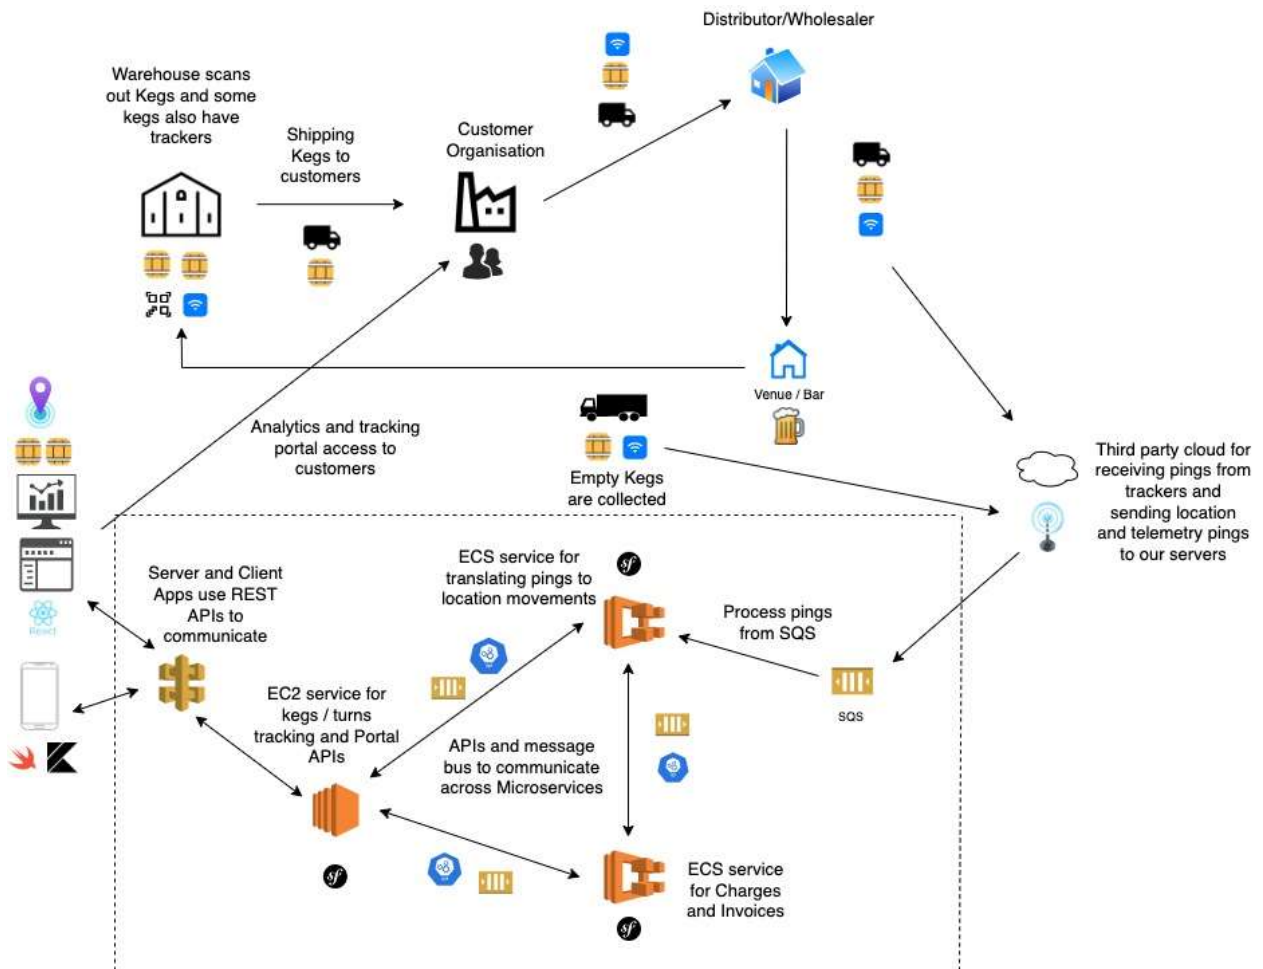 Distributor/Wholesaler
Warehouse scans
out Kegs and some
kegs also have
trackers
Shipping
Kegs to
customers
Customer
Organisation
Venue / Bar
Analytics and tracking
portal access to
customers
Empty Kegs
are collected
Third party cloud for
receiving pings from
trackers and
sending location
and telemetry pings
to our servers
Server and Client
Apps use REST
APIs to
communicate
React
ECS service for
translating pings to
location movements
sf
Process pings
from SQS
SQS
EC2 service for
kegs / turns
tracking and Portal
APIs
APIs and message
bus to communicate
across Microservices
sf
ECS service
for Charges
and Invoices
sf